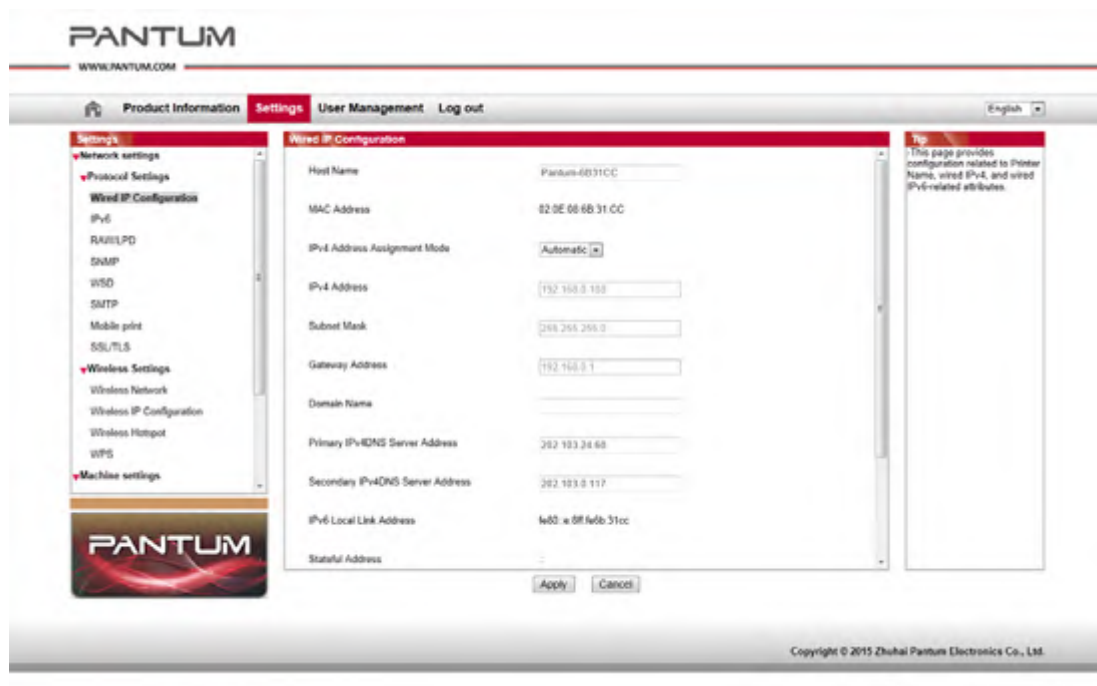 PANTUM
WWW.PANTUM.COM
Product Information Settings User Management Log out English
Settings
Network settings
Protocol Settings
Wired IP Configuration
IPv6
RAW/LPD
SNMP
WSD
SMTP
Mobile print
SSL/TLS
Wireless Settings
Wireless Network
Wireless IP Configuration
Wireless Hotspot
WPS
Machine settings
PANTUM
Wired IP Configuration
Host Name Pantum-6B31CC
MAC Address 02:0E:08:6B:31:CC
IPv4 Address Assignment Mode Automatic
IPv4 Address 192.168.0.188
Subnet Mask 255.255.255.0
Gateway Address 192.168.0.1
Domain Name
Primary IPv4DNS Server Address 202.103.24.68
Secondary IPv4DNS Server Address 202.103.0.117
IPv6 Local Link Address fe80::e:8ff:fe6b:31cc
Stateful Address ::
Apply Cancel
Tip
·This page provides
configuration related to Printer
Name, wired IPv4, and wired
IPv6-related attributes.
Copyright © 2015 Zhuhai Pantum Electronics Co., Ltd.